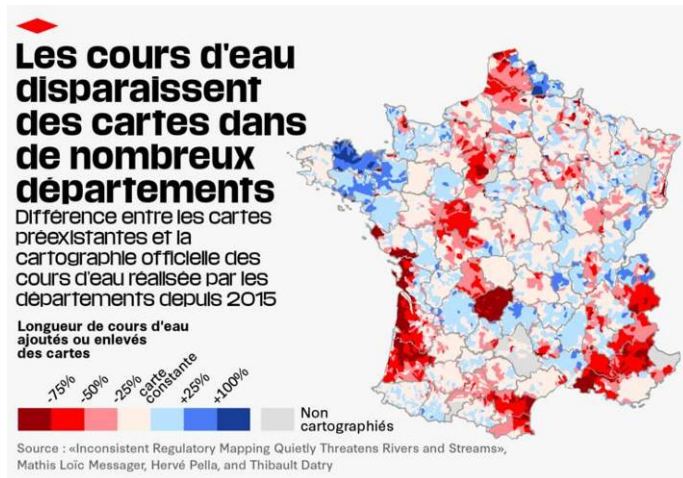 Les cours d'eau
disparaissent
des cartes dans
de nombreux
départements
Différence entre les cartes
préexistantes et la
cartographie officielle des
cours d'eau réalisée par les
départements depuis 2015
Longueur de cours d'eau
ajoutés ou enlevés
des cartes
-75%
-50%
-25%
carte
constante
+25%
+100%
Non
cartographiés
Source : «Inconsistent Regulatory Mapping Quietly Threatens Rivers and Streams»,
Mathis Loïc Messager, Hervé Pella, and Thibault Datry